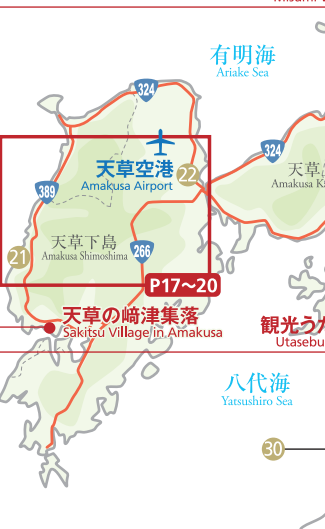 有明海
Ariake Sea
324
324
天草空港
Amakusa Airport
22
389
天草
Amakusa K
天草下島
Amakusa Shimoshima
266
21
P17～20
天草の﨑津集落
Sakitsu Village in Amakusa
観光う
Utasebu
八代海
Yatsushiro Sea
30